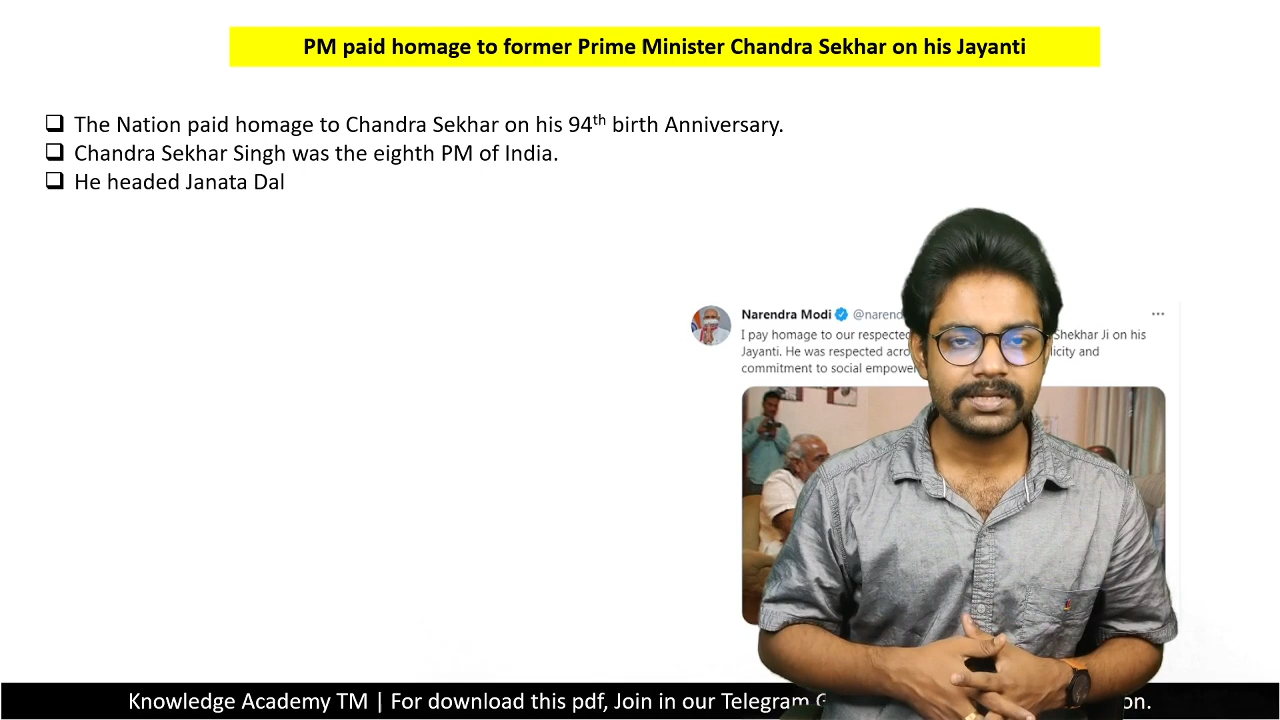 PM paid homage to former Prime Minister Chandra Sekhar on his Jayanti
❑ The Nation paid homage to Chandra Sekhar on his 94th birth Anniversary.
❑ Chandra Sekhar Singh was the eighth PM of India.
❑ He headed Janata Dal
Narendra Modi @narend
I pay homage to our respected Shekhar Ji on his
Jayanti. He was respected and
commitment to social
Knowledge Academy TM | For download this pdf, Join in our Telegram